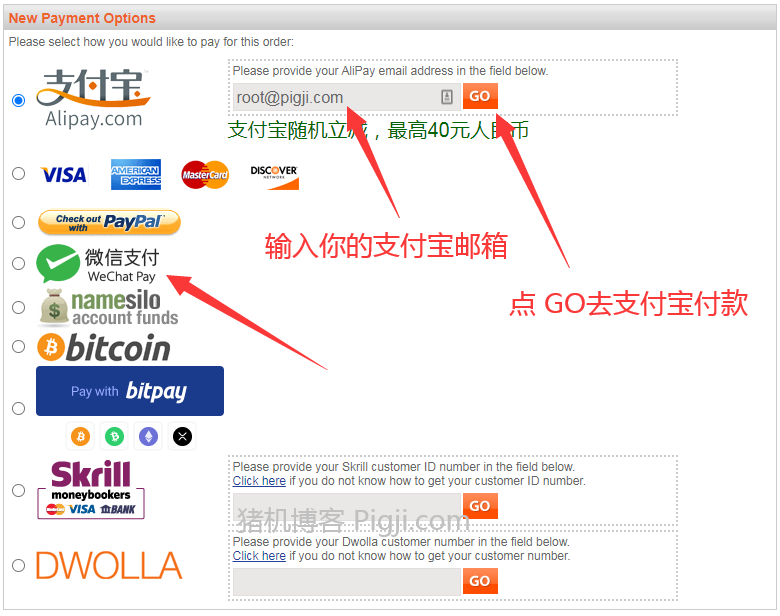 New Payment Options
Please select how you would like to pay for this order:
支付宝
Alipay.com
Please provide your AliPay email address in the field below.
root@pigji.com
GO
支付宝随机立减，最高40元人民币
VISA
AMERICAN EXPRESS
MasterCard
DISCOVER
NETWORK
输入你的支付宝邮箱
点 GO去支付宝付款
Check out with PayPal
微信支付
WeChat Pay
namesilo
account funds
bitcoin
Pay with bitpay
Skrill
moneybookers
VISA BANK
Please provide your Skrill customer ID number in the field below.
Click here if you do not know how to get your customer ID number.
GO
猪机博客 Pigji.com
DWOLLA
Please provide your Dwolla customer number in the field below.
Click here if you do not know how to get your customer number.
GO